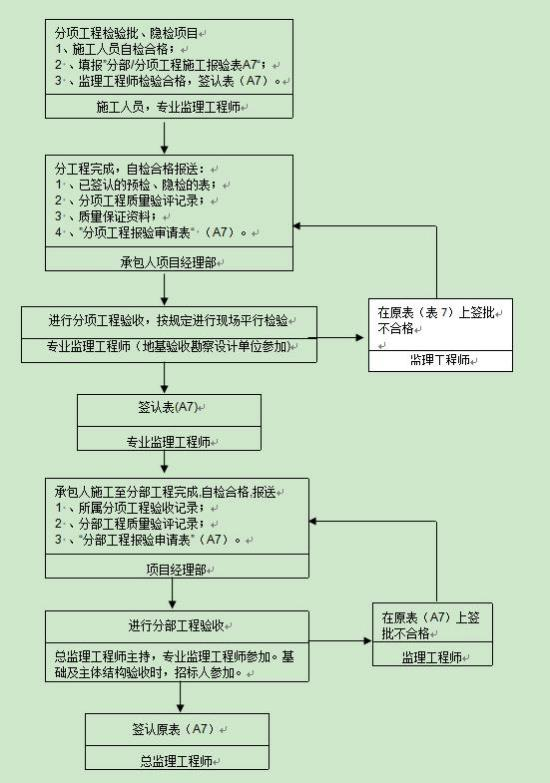 分项工程检验批、隐检项目
1、施工人员自检合格；
2、填报"分部/分项工程施工报验表A7"；
3、监理工程师检验合格，签认表（A7）。
施工人员，专业监理工程师
分工程完成，自检合格报送：
1、已签认的预检、隐检的表；
2、分项工程质量验评记录；
3、质量保证资料；
4、"分项工程报验审请表"（A7）。
承包人项目经理部
进行分项工程验收，按规定进行现场平行检验
专业监理工程师（地基验收勘察设计单位参加）
在原表（表7）上签批
不合格
监理工程师
签认表(A7)
专业监理工程师
承包人施工至分部工程完成,自检合格,报送
1、所属分项工程验收记录；
2、分部工程质量验评记录；
3、"分部工程报验申请表"（A7）。
项目经理部
进行分部工程验收
总监理工程师主持，专业监理工程师参加。基
础及主体结构验收时，招标人参加。
在原表（A7）上签
批不合格
监理工程师
签认原表（A7）
总监理工程师